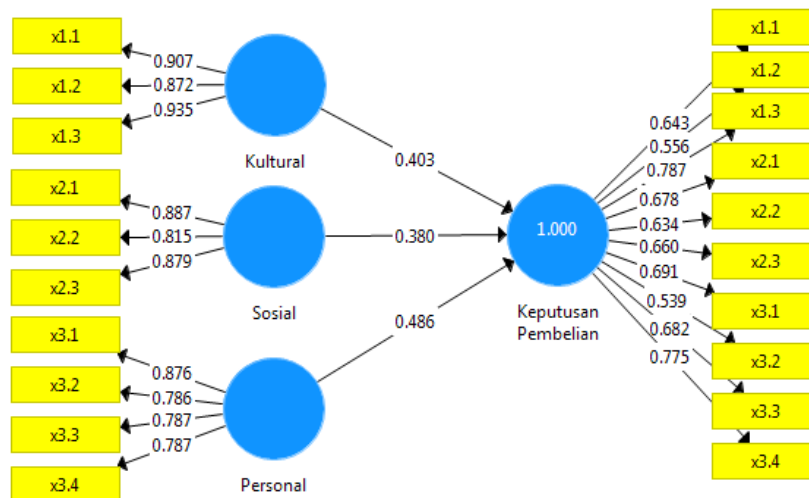 x1.1
x1.2
x1.3
0.907
0.872
0.935
Kultural
x2.1
x2.2
x2.3
0.887
0.815
0.879
Sosial
x3.1
x3.2
x3.3
x3.4
0.876
0.786
0.787
0.787
Personal
0.403
0.380
0.486
1.000
Keputusan
Pembelian
0.643
0.556
0.787
0.678
0.634
0.660
0.691
0.539
0.682
0.775
x1.1
x1.2
x1.3
x2.1
x2.2
x2.3
x3.1
x3.2
x3.3
x3.4